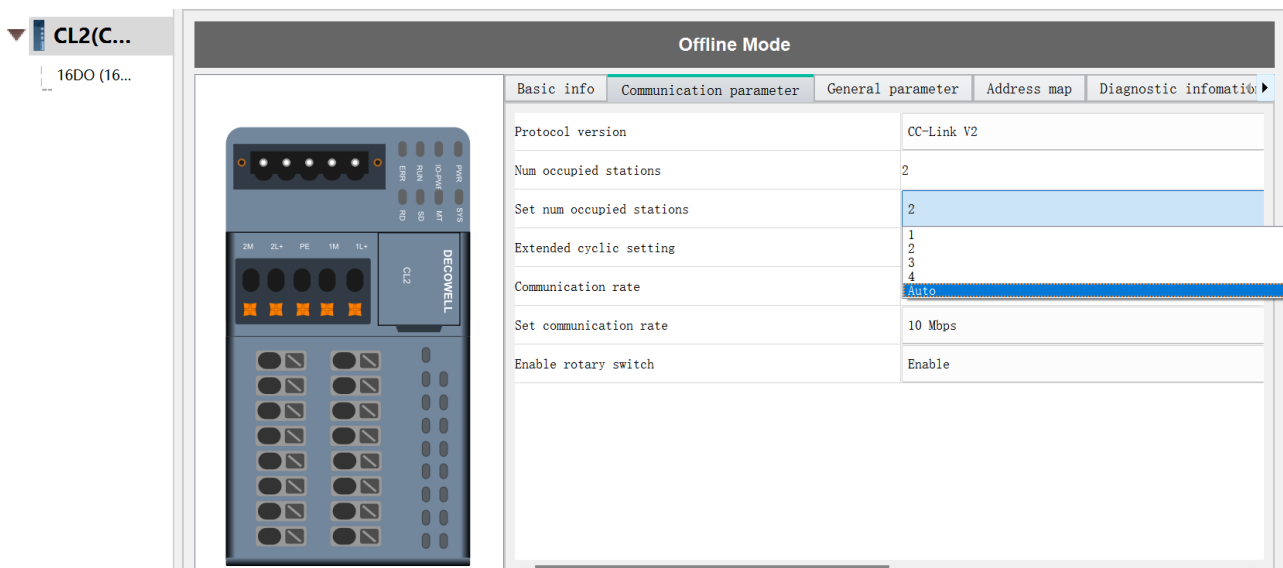 CL2(C...
16DO (16...
Offline Mode
Basic info
Communication parameter
General parameter
Address map
Diagnostic infomation
Protocol version
CC-Link V2
Num occupied stations
2
Set num occupied stations
2
1
2
3
4
Auto
Extended cyclic setting
Communication rate
Set communication rate
10 Mbps
Enable rotary switch
Enable
ERR
RUN
IO-PWR
PWR
RD
SD
MT
SYS
2M 2L+ PE 1M 1L+
CL2
DECOWELL